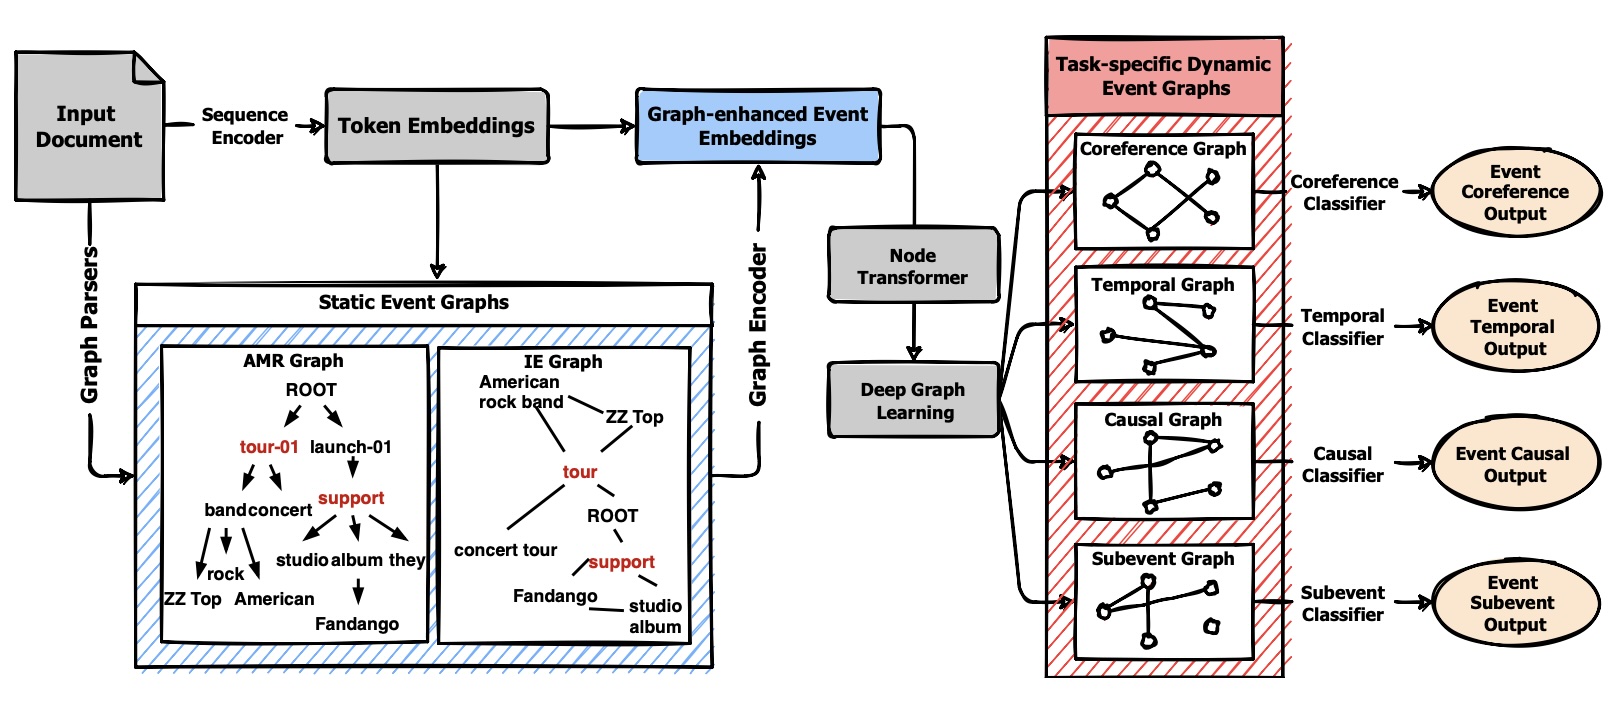 Input
Document
Sequence
Encoder
Token Embeddings
Graph-enhanced Event
Embeddings
Graph Parsers
Graph Encoder
Static Event Graphs
AMR Graph
ROOT
tour-01 launch-01
support
band concert
studio album they
rock
ZZ Top American
Fandango
IE Graph
American
rock band
ZZ Top
tour
ROOT
concert tour
support
Fandango
studio
album
Node
Transformer
Deep Graph
Learning
Task-specific Dynamic
Event Graphs
Coreference Graph
Coreference
Classifier
Event
Coreference
Output
Temporal Graph
Temporal
Classifier
Event
Temporal
Output
Causal Graph
Causal
Classifier
Event Causal
Output
Subevent Graph
Subevent
Classifier
Event
Subevent
Output